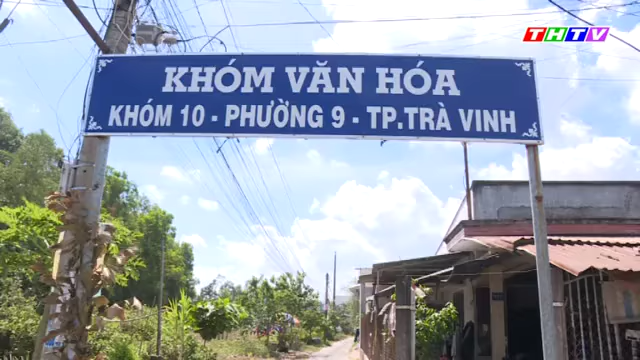 THTV
KHÓM VĂN HÓA
KHÓM 10 - PHƯỜNG 9 - TP.TRÀ VINH